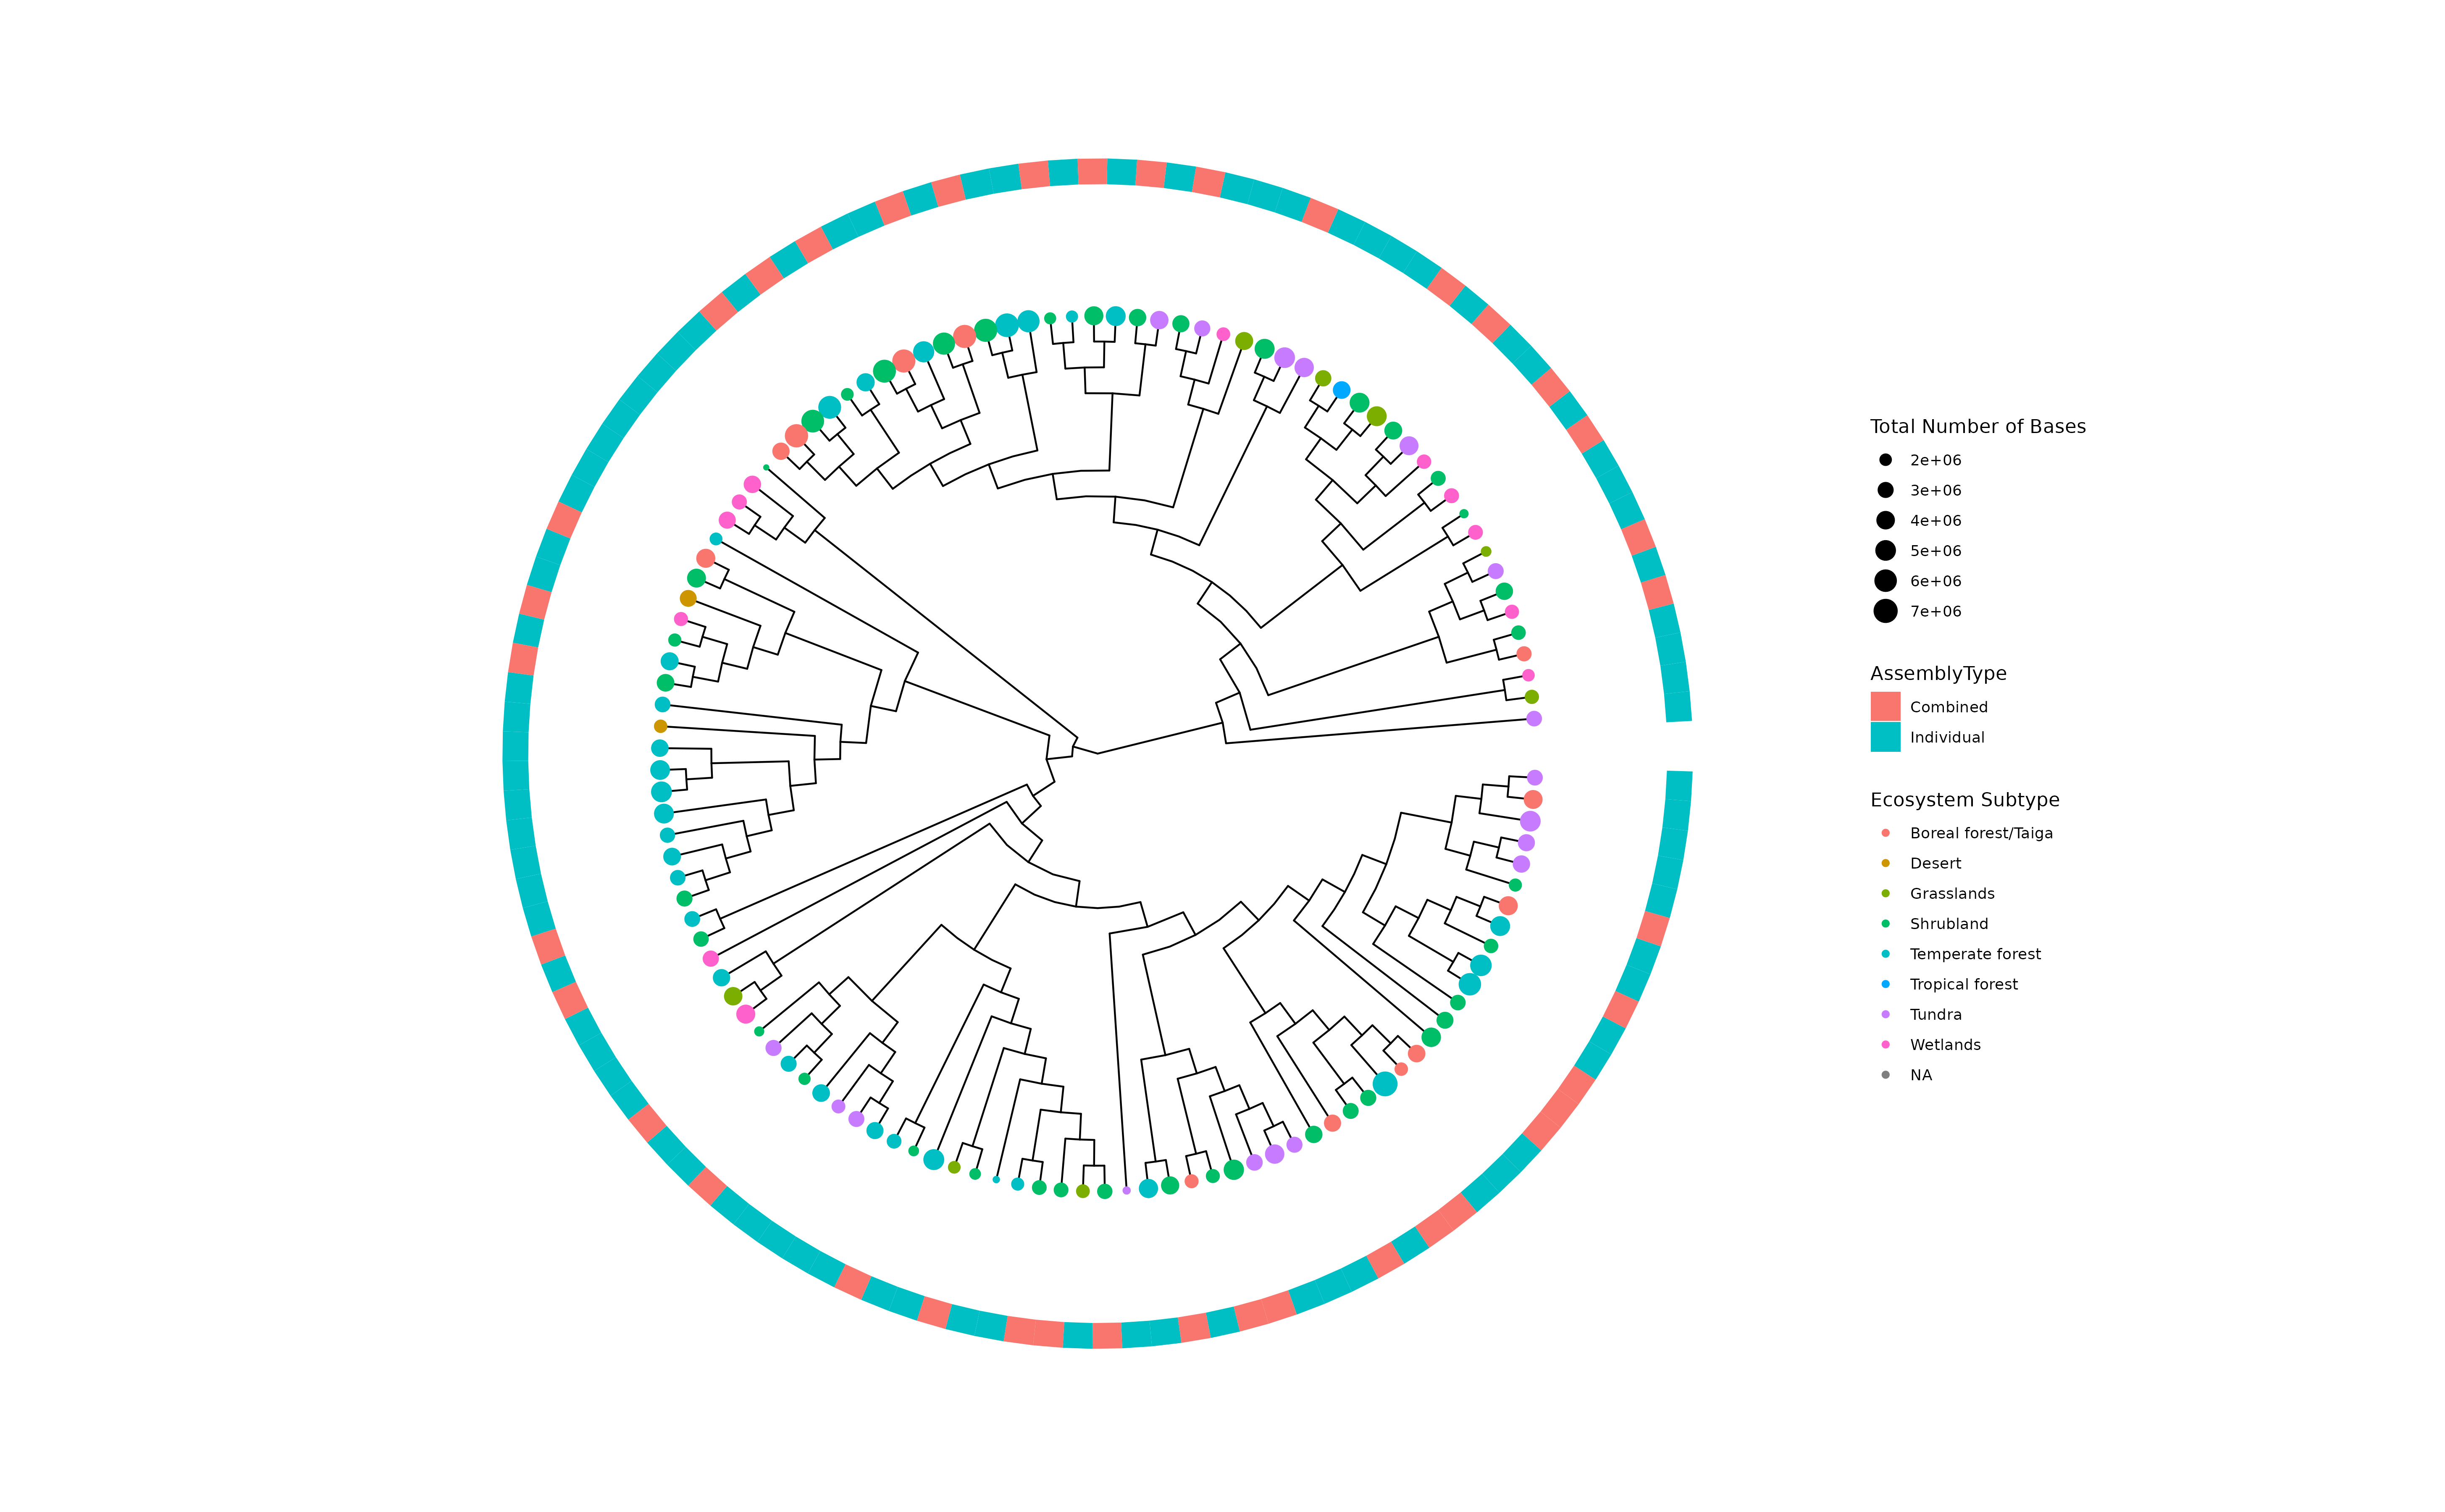 Total Number of Bases
2e+06
3e+06
4e+06
5e+06
6e+06
7e+06
AssemblyType
Combined
Individual
Ecosystem Subtype
Boreal forest/Taiga
Desert
Grasslands
Shrubland
Temperate forest
Tropical forest
Tundra
Wetlands
NA